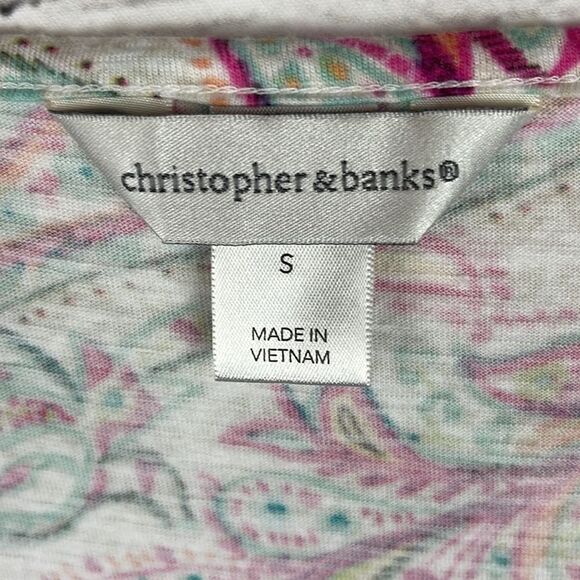 christopher & banks®
S
MADE IN
VIETNAM